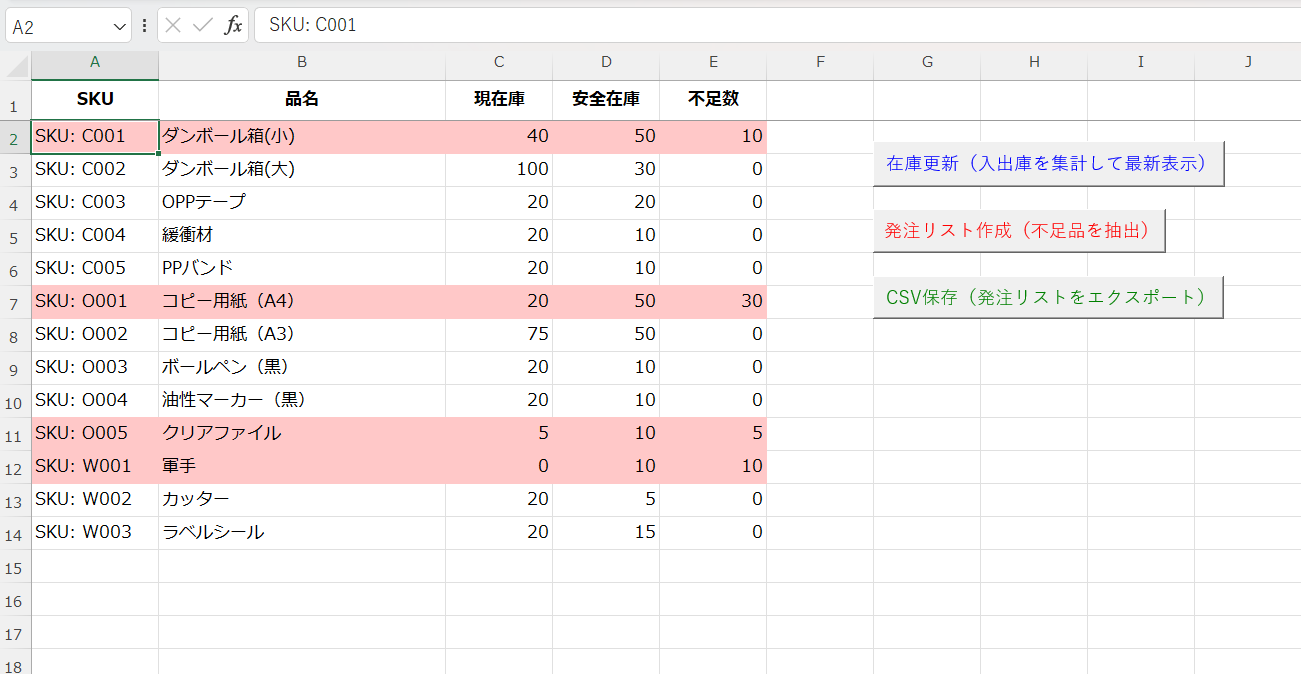 A2 fx SKU: C001
A B C D E F G H I J
1 SKU 品名 現在庫 安全在庫 不足数
2 SKU: C001 ダンボール箱(小) 40 50 10
3 SKU: C002 ダンボール箱(大) 100 30 0
在庫更新（入出庫を集計して最新表示）
4 SKU: C003 OPPテープ 20 20 0
5 SKU: C004 緩衝材 20 10 0
発注リスト作成（不足品を抽出）
6 SKU: C005 PPバンド 20 10 0
7 SKU: O001 コピー用紙（A4） 20 50 30
CSV保存（発注リストをエクスポート）
8 SKU: O002 コピー用紙（A3） 75 50 0
9 SKU: O003 ボールペン（黒） 20 10 0
10 SKU: O004 油性マーカー（黒） 20 10 0
11 SKU: O005 クリアファイル 5 10 5
12 SKU: W001 軍手 0 10 10
13 SKU: W002 カッター 20 5 0
14 SKU: W003 ラベルシール 20 15 0
15
16
17
18